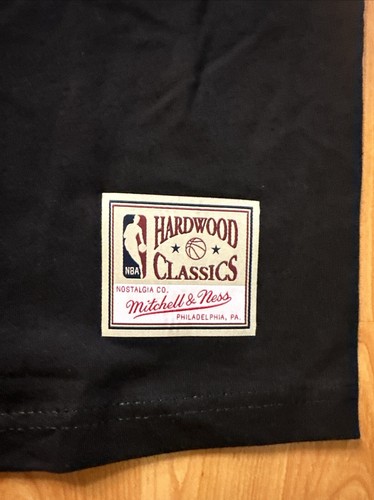 HARDWOOD
CLASSICS
NBA
NOSTALGIA CO.
Mitchell & Ness
PHILADELPHIA, PA.